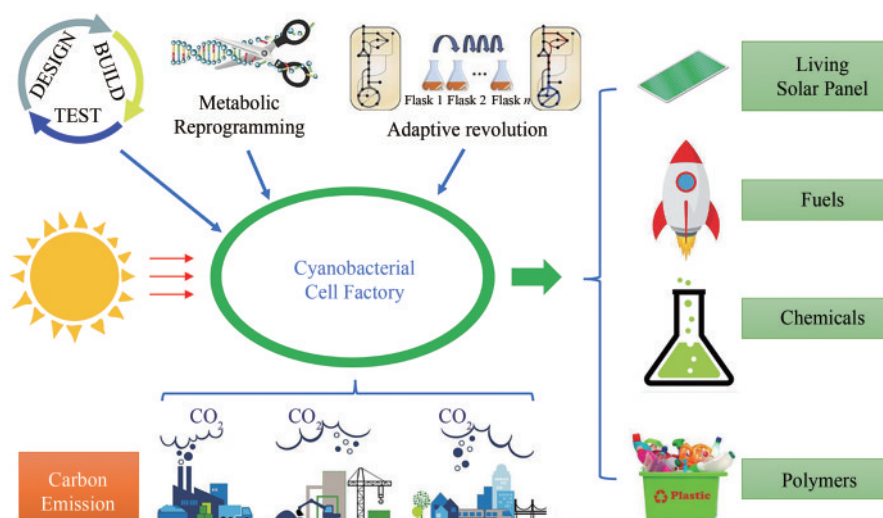 DESIGN
BUILD
TEST
Metabolic
Reprogramming
Flask 1 Flask 2 Flask n
...
Adaptive revolution
Cyanobacterial
Cell Factory
Living
Solar Panel
Fuels
Chemicals
Polymers
Plastic
CO2
CO2
CO2
Carbon
Emission